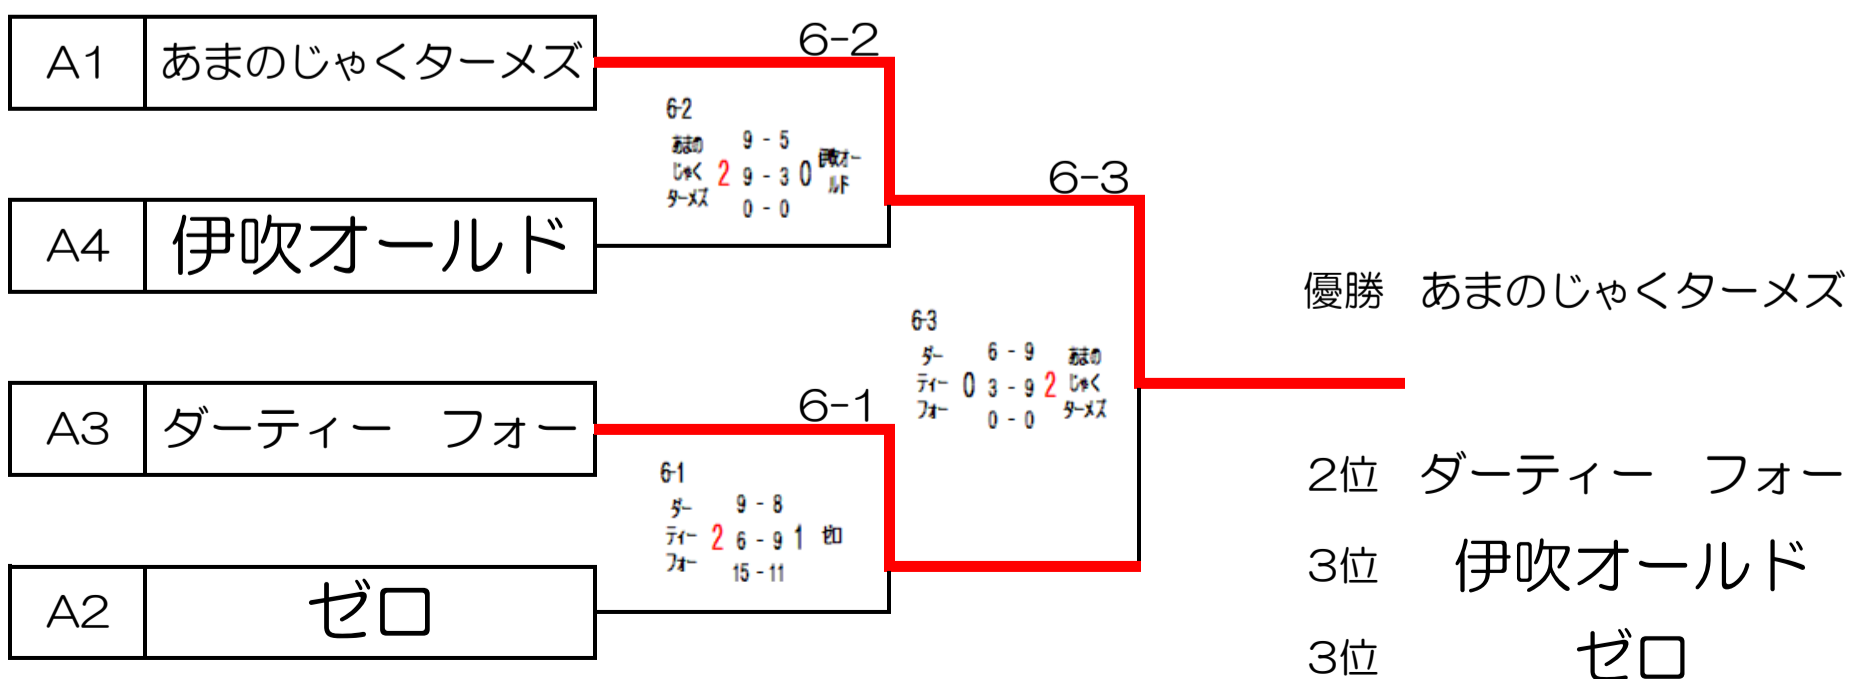 A1 あまのじゃくターメズ
6-2
6-2
あまの
じゃく
ターメズ
2
9 - 5
9 - 3
0 - 0
0
伊吹オー
ルド
A4 伊吹オールド
6-3
6-3
ダー
ティー
フォー
0
6 - 9
3 - 9
0 - 0
2
あまの
じゃく
ターメズ
A3 ダーティー　フォー
6-1
6-1
ダー
ティー
フォー
2
9 - 8
6 - 9
15 - 11
1
ゼロ
A2 ゼロ
優勝 あまのじゃくターメズ
2位 ダーティー　フォー
3位 伊吹オールド
3位 ゼロ